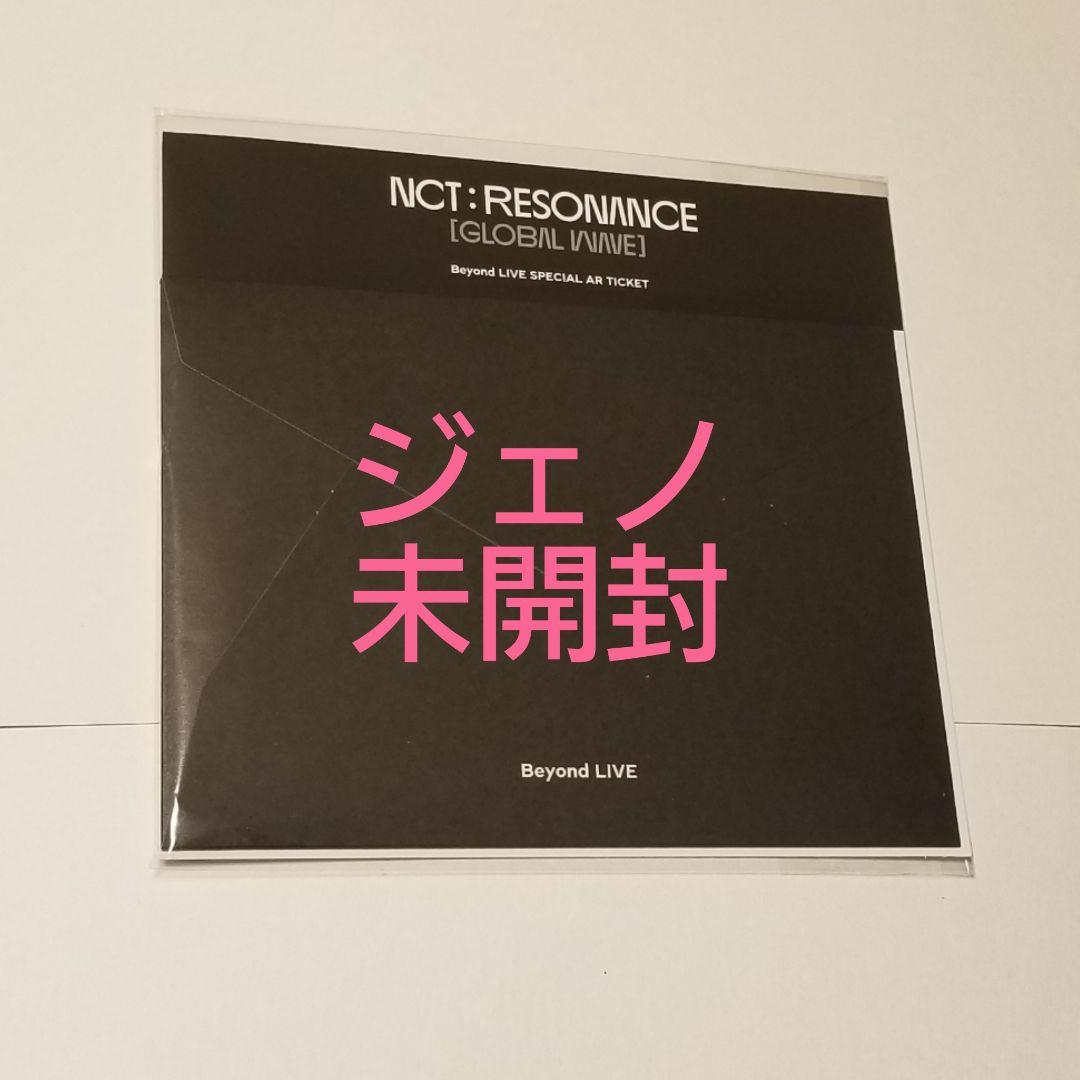 NCT : RESONANCE
[GLOBAL WAVE]
Beyond LIVE SPECIAL AR TICKET
ジェノ
未開封
Beyond LIVE